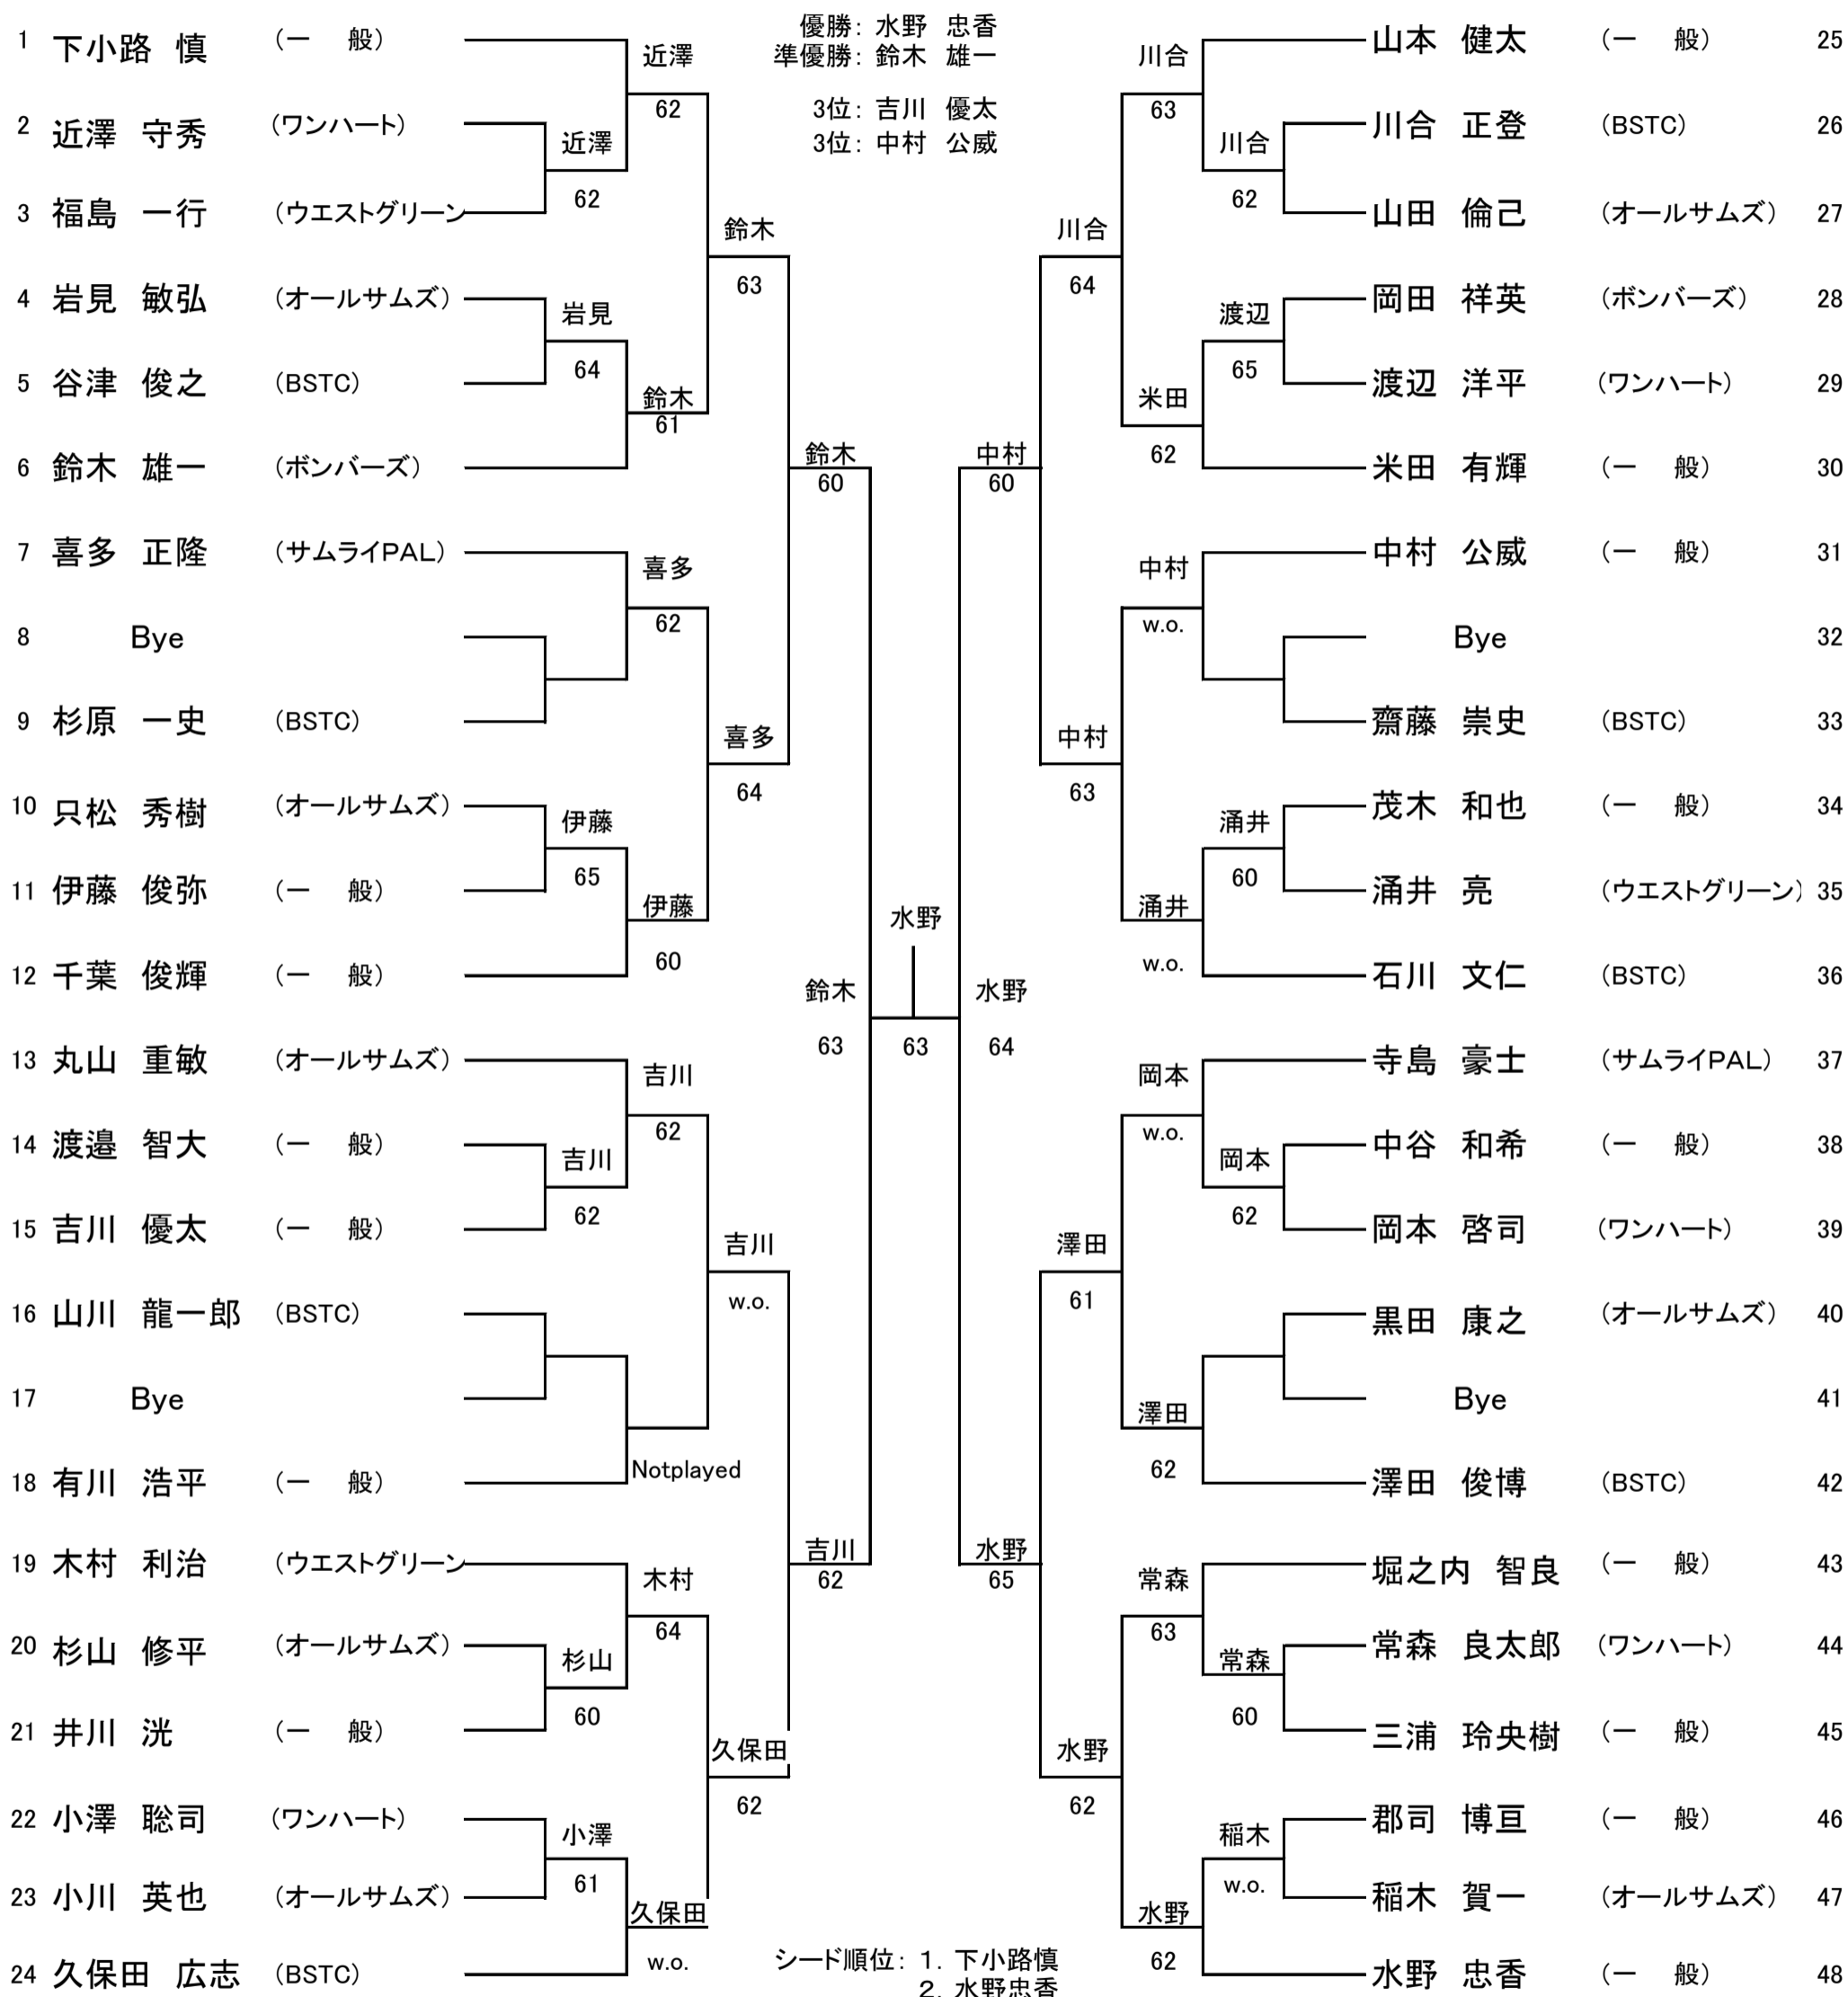 優勝： 水野 忠香
準優勝： 鈴木 雄一
3位： 吉川 優太
3位： 中村 公威
1 下小路 慎 （一 般）
2 近澤 守秀 （ワンハート）
3 福島 一行 （ウエストグリーン
4 岩見 敏弘 （オールサムズ）
5 谷津 俊之 （BSTC）
6 鈴木 雄一 （ボンバーズ）
7 喜多 正隆 （サムライPAL）
8 Bye
9 杉原 一史 （BSTC）
10 只松 秀樹 （オールサムズ）
11 伊藤 俊弥 （一 般）
12 千葉 俊輝 （一 般）
13 丸山 重敏 （オールサムズ）
14 渡邉 智大 （一 般）
15 吉川 優太 （一 般）
16 山川 龍一郎 （BSTC）
17 Bye
18 有川 浩平 （一 般）
19 木村 利治 （ウエストグリーン
20 杉山 修平 （オールサムズ）
21 井川 洸 （一 般）
22 小澤 聡司 （ワンハート）
23 小川 英也 （オールサムズ）
24 久保田 広志 （BSTC）
近澤
62
岩見
64
伊藤
65
吉川
62
杉山
60
小澤
61
近澤
62
鈴木
61
喜多
62
伊藤
60
吉川
62
Notplayed
木村
64
久保田
w.o.
鈴木
63
喜多
64
吉川
w.o.
久保田
62
鈴木
60
吉川
62
鈴木
63
水野
63
水野
64
中村
60
水野
65
川合
64
中村
63
澤田
61
水野
62
川合
63
米田
62
中村
w.o.
涌井
w.o.
岡本
w.o.
澤田
62
常森
63
水野
62
川合
62
渡辺
65
涌井
60
岡本
62
常森
60
稲木
w.o.
山本 健太 （一 般） 25
川合 正登 （BSTC） 26
山田 倫己 （オールサムズ） 27
岡田 祥英 （ボンバーズ） 28
渡辺 洋平 （ワンハート） 29
米田 有輝 （一 般） 30
中村 公威 （一 般） 31
Bye 32
齋藤 崇史 （BSTC） 33
茂木 和也 （一 般） 34
涌井 亮 （ウエストグリーン） 35
石川 文仁 （BSTC） 36
寺島 豪士 （サムライPAL） 37
中谷 和希 （一 般） 38
岡本 啓司 （ワンハート） 39
黒田 康之 （オールサムズ） 40
Bye 41
澤田 俊博 （BSTC） 42
堀之内 智良 （一 般） 43
常森 良太郎 （ワンハート） 44
三浦 玲央樹 （一 般） 45
郡司 博亘 （一 般） 46
稲木 賀一 （オールサムズ） 47
水野 忠香 （一 般） 48
シード順位： 1. 下小路慎
2. 水野忠香